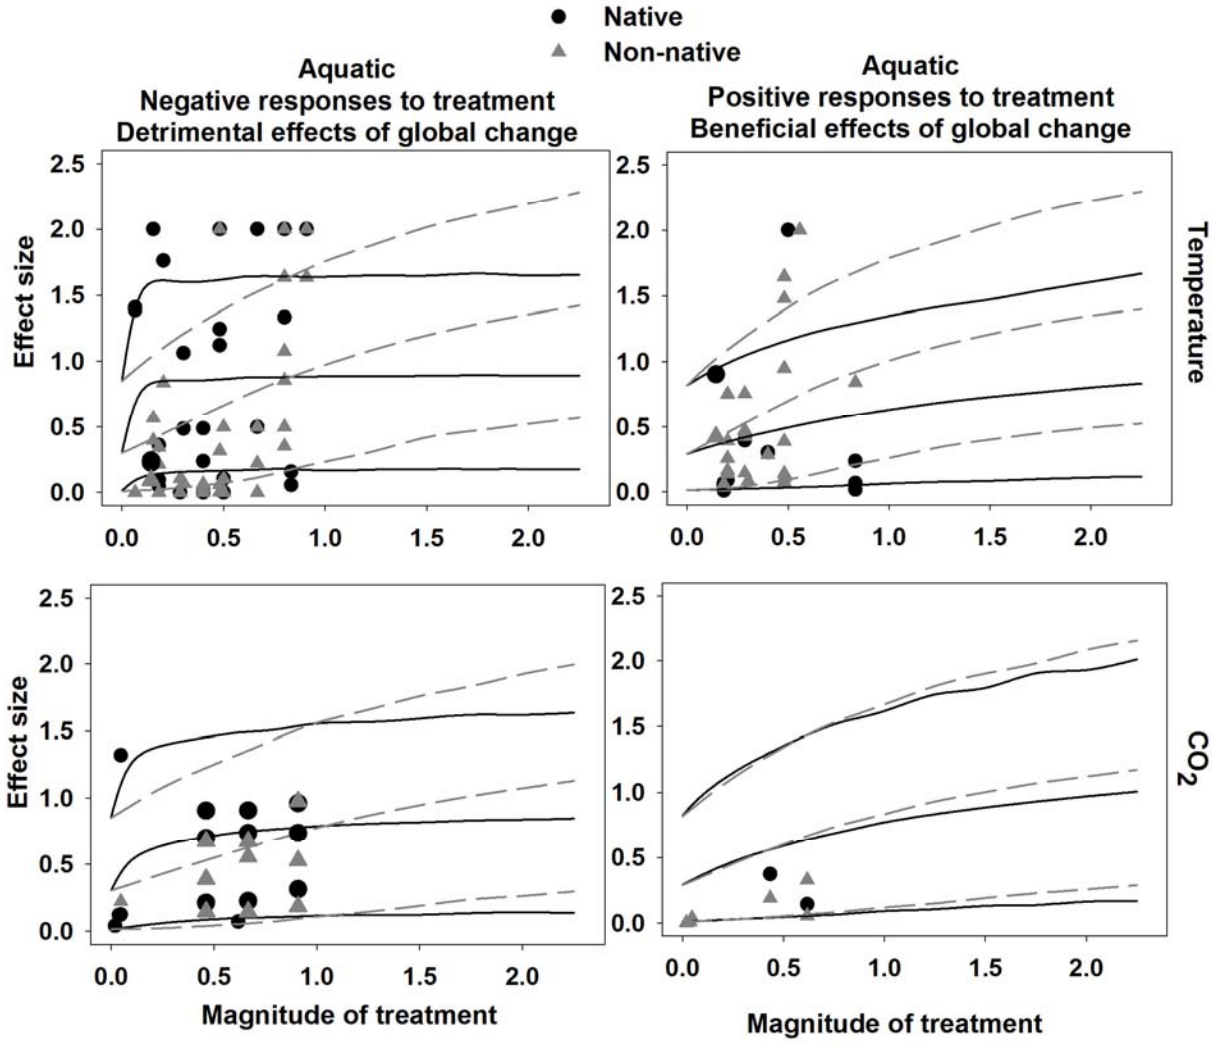 Native
Non-native
Aquatic
Negative responses to treatment
Detrimental effects of global change
Aquatic
Positive responses to treatment
Beneficial effects of global change
2.5
2.0
1.5
1.0
0.5
0.0
Effect size
0.0 0.5 1.0 1.5 2.0
2.5
2.0
1.5
1.0
0.5
0.0
0.0 0.5 1.0 1.5 2.0
Temperature
2.5
2.0
1.5
1.0
0.5
0.0
Effect size
0.0 0.5 1.0 1.5 2.0
Magnitude of treatment
2.5
2.0
1.5
1.0
0.5
0.0
0.0 0.5 1.0 1.5 2.0
Magnitude of treatment
CO2